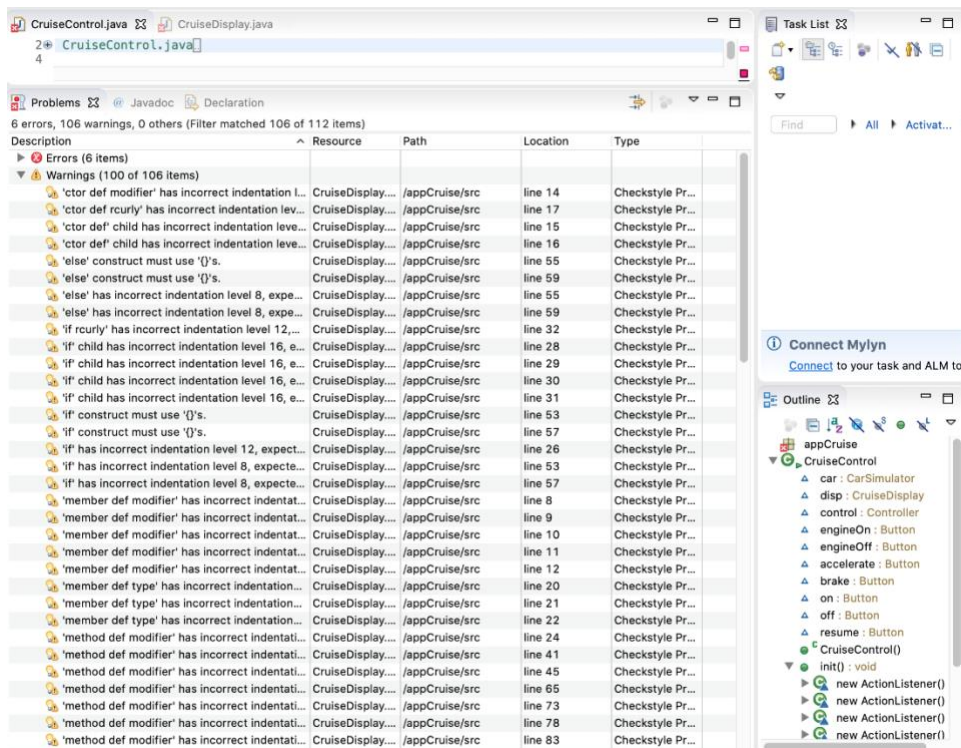 CruiseControl.java CruiseDisplay.java
2 CruiseControl.java
4
Problems Javadoc Declaration
6 errors, 106 warnings, 0 others (Filter matched 106 of 112 items)
Description Resource Path Location Type
Errors (6 items)
Warnings (100 of 106 items)
'ctor def modifier' has incorrect indentation l... CruiseDisplay.... /appCruise/src line 14 Checkstyle Pr...
'ctor def rcurly' has incorrect indentation lev... CruiseDisplay.... /appCruise/src line 17 Checkstyle Pr...
'ctor def' child has incorrect indentation leve... CruiseDisplay.... /appCruise/src line 15 Checkstyle Pr...
'ctor def' child has incorrect indentation leve... CruiseDisplay.... /appCruise/src line 16 Checkstyle Pr...
'else' construct must use '{}'s. CruiseDisplay.... /appCruise/src line 55 Checkstyle Pr...
'else' construct must use '{}'s. CruiseDisplay.... /appCruise/src line 59 Checkstyle Pr...
'else' has incorrect indentation level 8, expe... CruiseDisplay.... /appCruise/src line 55 Checkstyle Pr...
'else' has incorrect indentation level 8, expe... CruiseDisplay.... /appCruise/src line 59 Checkstyle Pr...
'if rcurly' has incorrect indentation level 12,... CruiseDisplay.... /appCruise/src line 32 Checkstyle Pr...
'if' child has incorrect indentation level 16, e... CruiseDisplay.... /appCruise/src line 28 Checkstyle Pr...
'if' child has incorrect indentation level 16, e... CruiseDisplay.... /appCruise/src line 29 Checkstyle Pr...
'if' child has incorrect indentation level 16, e... CruiseDisplay.... /appCruise/src line 30 Checkstyle Pr...
'if' child has incorrect indentation level 16, e... CruiseDisplay.... /appCruise/src line 31 Checkstyle Pr...
'if' construct must use '{}'s. CruiseDisplay.... /appCruise/src line 53 Checkstyle Pr...
'if' construct must use '{}'s. CruiseDisplay.... /appCruise/src line 57 Checkstyle Pr...
'if' has incorrect indentation level 12, expect... CruiseDisplay.... /appCruise/src line 26 Checkstyle Pr...
'if' has incorrect indentation level 8, expecte... CruiseDisplay.... /appCruise/src line 53 Checkstyle Pr...
'if' has incorrect indentation level 8, expecte... CruiseDisplay.... /appCruise/src line 57 Checkstyle Pr...
'member def modifier' has incorrect indentat... CruiseDisplay.... /appCruise/src line 8 Checkstyle Pr...
'member def modifier' has incorrect indentat... CruiseDisplay.... /appCruise/src line 9 Checkstyle Pr...
'member def modifier' has incorrect indentat... CruiseDisplay.... /appCruise/src line 10 Checkstyle Pr...
'member def modifier' has incorrect indentat... CruiseDisplay.... /appCruise/src line 11 Checkstyle Pr...
'member def modifier' has incorrect indentat... CruiseDisplay.... /appCruise/src line 12 Checkstyle Pr...
'member def type' has incorrect indentation... CruiseDisplay.... /appCruise/src line 20 Checkstyle Pr...
'member def type' has incorrect indentation... CruiseDisplay.... /appCruise/src line 21 Checkstyle Pr...
'member def type' has incorrect indentation... CruiseDisplay.... /appCruise/src line 22 Checkstyle Pr...
'method def modifier' has incorrect indentati... CruiseDisplay.... /appCruise/src line 24 Checkstyle Pr...
'method def modifier' has incorrect indentati... CruiseDisplay.... /appCruise/src line 41 Checkstyle Pr...
'method def modifier' has incorrect indentati... CruiseDisplay.... /appCruise/src line 45 Checkstyle Pr...
'method def modifier' has incorrect indentati... CruiseDisplay.... /appCruise/src line 65 Checkstyle Pr...
'method def modifier' has incorrect indentati... CruiseDisplay.... /appCruise/src line 73 Checkstyle Pr...
'method def modifier' has incorrect indentati... CruiseDisplay.... /appCruise/src line 78 Checkstyle Pr...
'method def modifier' has incorrect indentati... CruiseDisplay.... /appCruise/src line 83 Checkstyle Pr...
Task List
Find All Activat...
Connect Mylyn
Connect to your task and ALM to
Outline
appCruise
CruiseControl
car : CarSimulator
disp : CruiseDisplay
control : Controller
engineOn : Button
engineOff : Button
accelerate : Button
brake : Button
on : Button
off : Button
resume : Button
CruiseControl()
init() : void
new ActionListener()
new ActionListener()
new ActionListener()
new ActionListener()